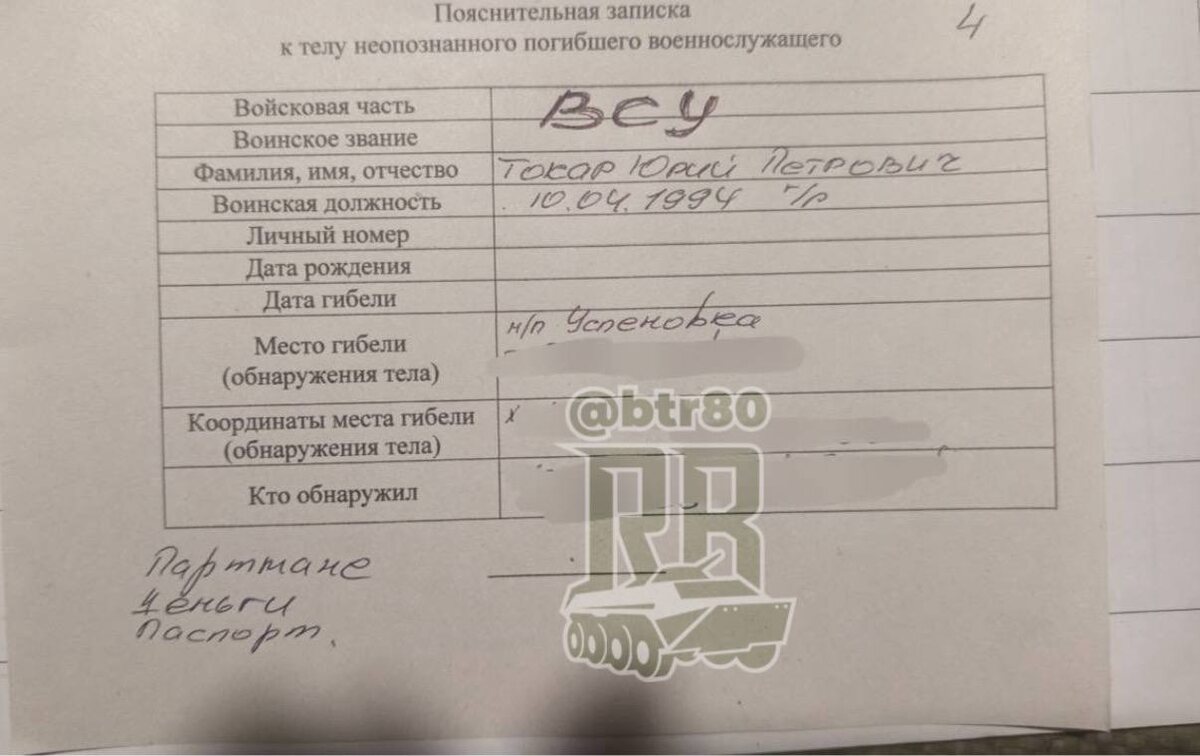 Пояснительная записка
4
к телу неопознанного погибшего военнослужащего
Войсковая часть ВСУ
Воинское звание
Фамилия, имя, отчество Токар Юрий Петрович
Воинская должность 10.04.1994 г/р
Личный номер
Дата рождения
Дата гибели
Место гибели н/п Успеновка
(обнаружения тела)
Координаты места гибели х
(обнаружения тела)
@btr80
Кто обнаружил
RB
Партмане
Деньги
Паспорт.